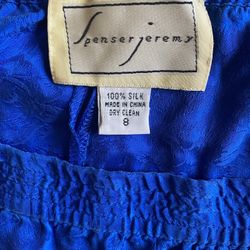 Spenser jeremy
100% SILK
MADE IN CHINA
DRY CLEAN
8